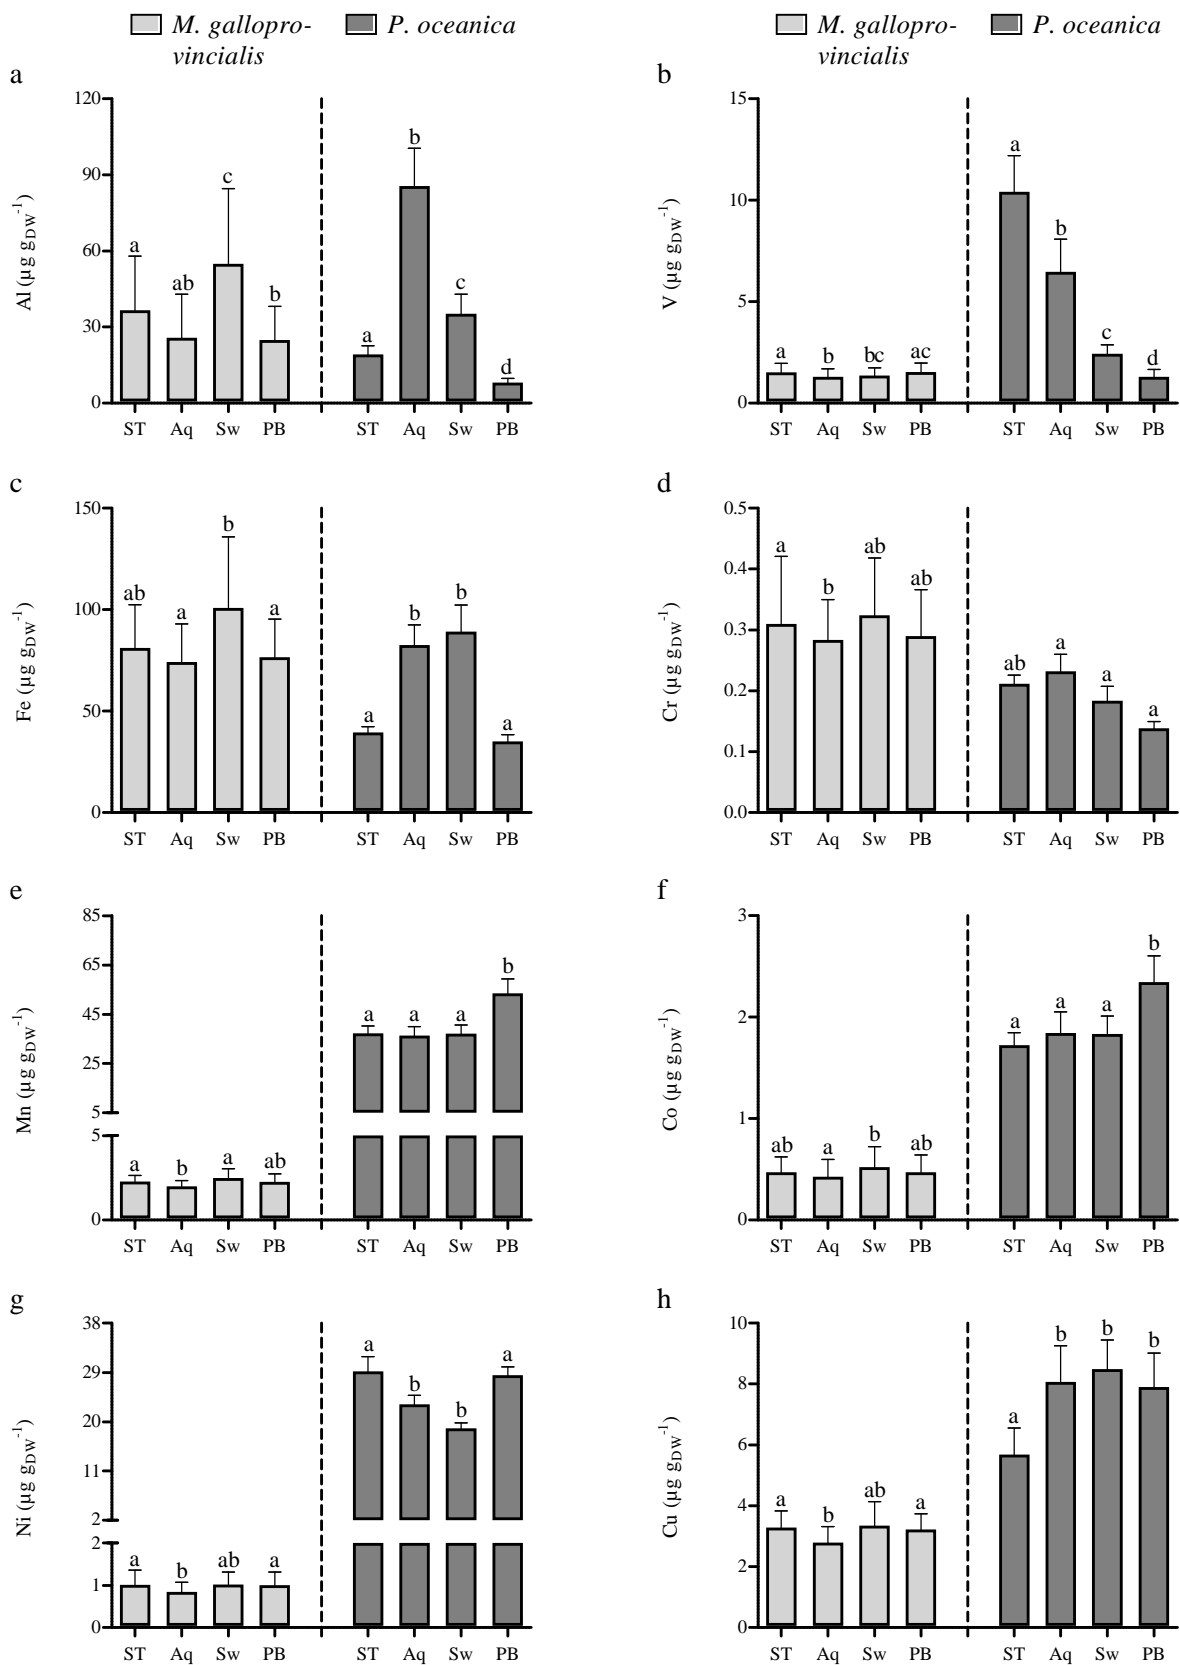 M. gallopro-
vincialis
P. oceanica
M. gallopro-
vincialis
P. oceanica
a
Al (µg gDW-1)
120
90
60
30
0
a
ab
c
b
a
b
c
d
ST Aq Sw PB ST Aq Sw PB
b
V (µg gDW-1)
15
10
5
0
a
b
bc
ac
a
b
c
d
ST Aq Sw PB ST Aq Sw PB
c
Fe (µg gDW-1)
150
100
50
0
ab
a
b
a
a
b
b
a
ST Aq Sw PB ST Aq Sw PB
d
Cr (µg gDW-1)
0.5
0.4
0.3
0.2
0.1
0.0
a
b
ab
ab
ab
a
a
a
ST Aq Sw PB ST Aq Sw PB
e
Mn (µg gDW-1)
85
65
45
25
5
5
0
a
b
a
ab
a
a
a
b
ST Aq Sw PB ST Aq Sw PB
f
Co (µg gDW-1)
3
2
1
0
ab
a
b
ab
a
a
a
b
ST Aq Sw PB ST Aq Sw PB
g
Ni (µg gDW-1)
38
29
20
11
2
2
1
0
a
b
ab
a
a
b
b
a
ST Aq Sw PB ST Aq Sw PB
h
Cu (µg gDW-1)
10
8
6
4
2
0
a
b
ab
a
a
b
b
b
ST Aq Sw PB ST Aq Sw PB